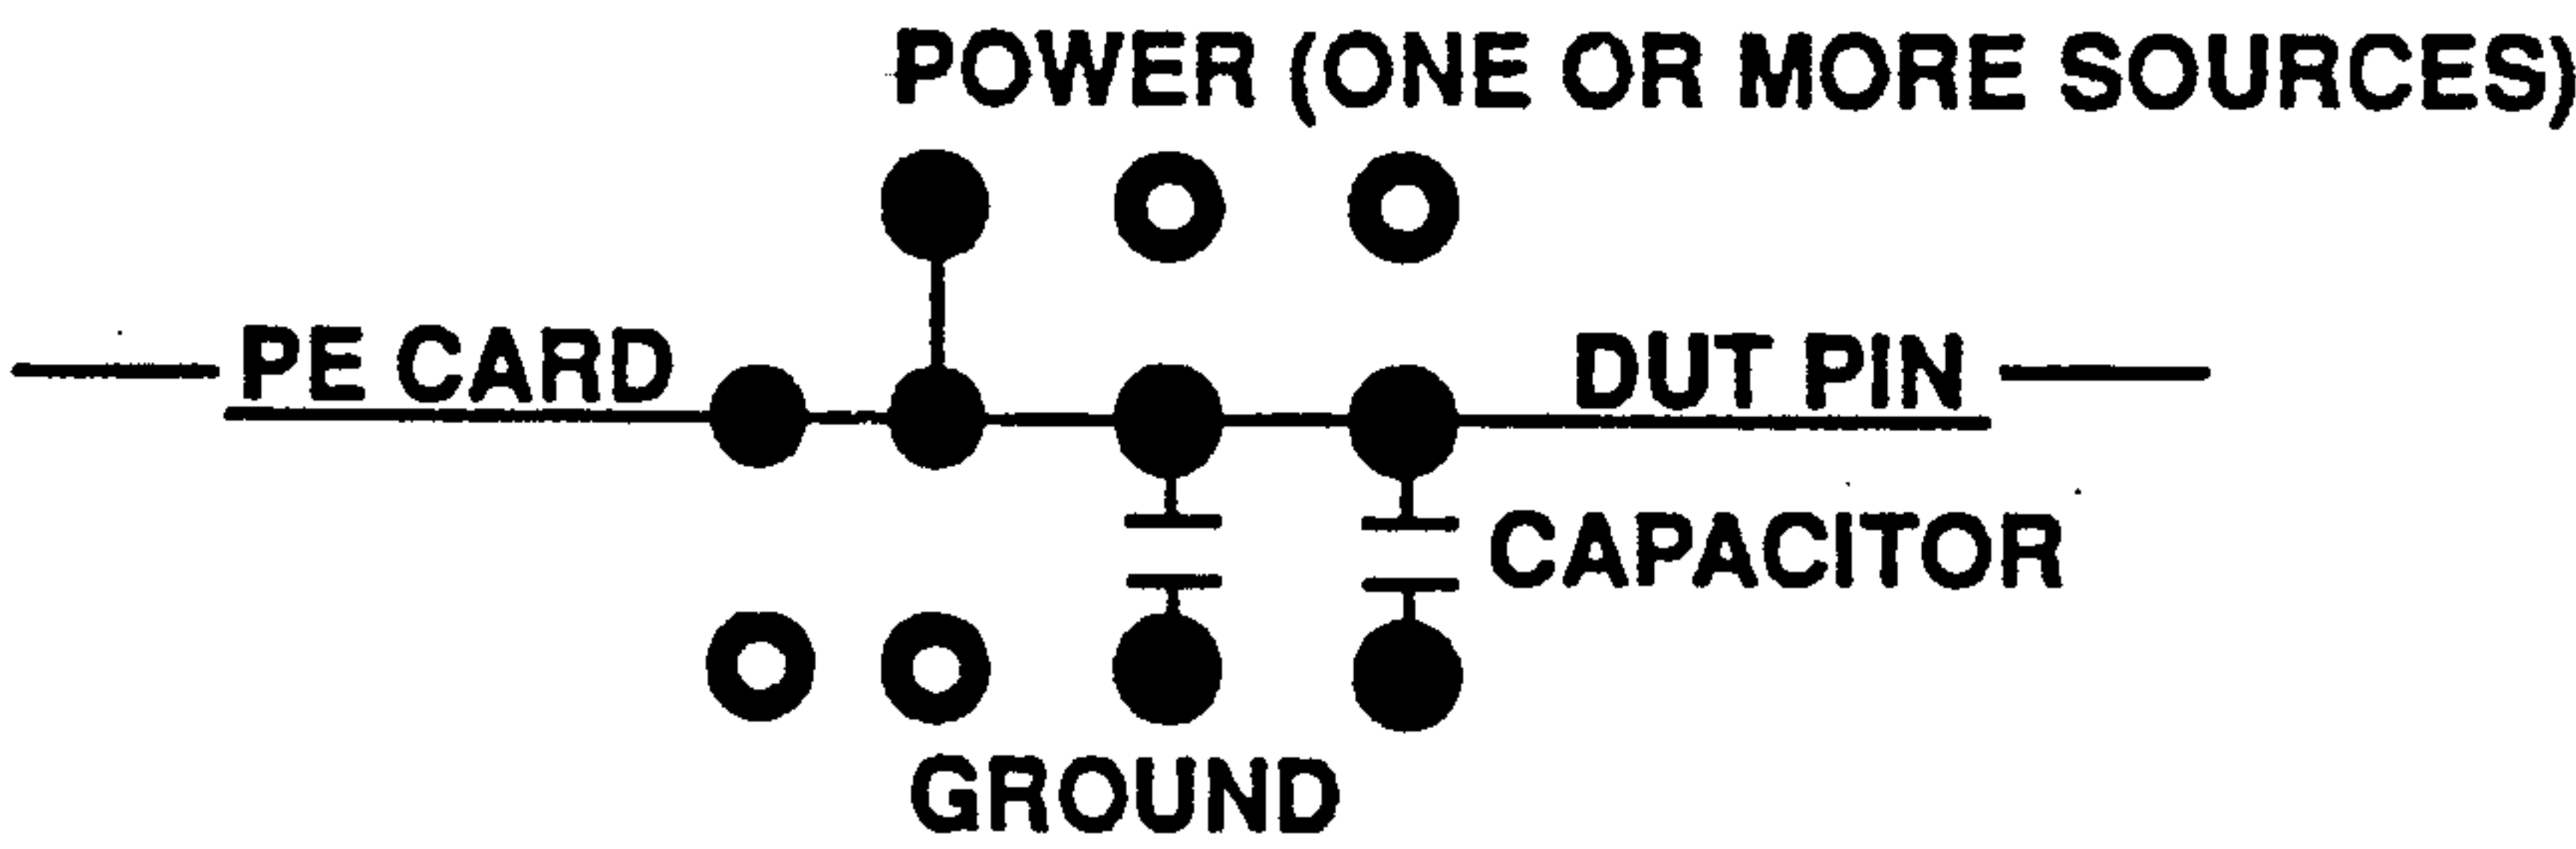 POWER (ONE OR MORE SOURCES)
PE CARD
DUT PIN
CAPACITOR
GROUND